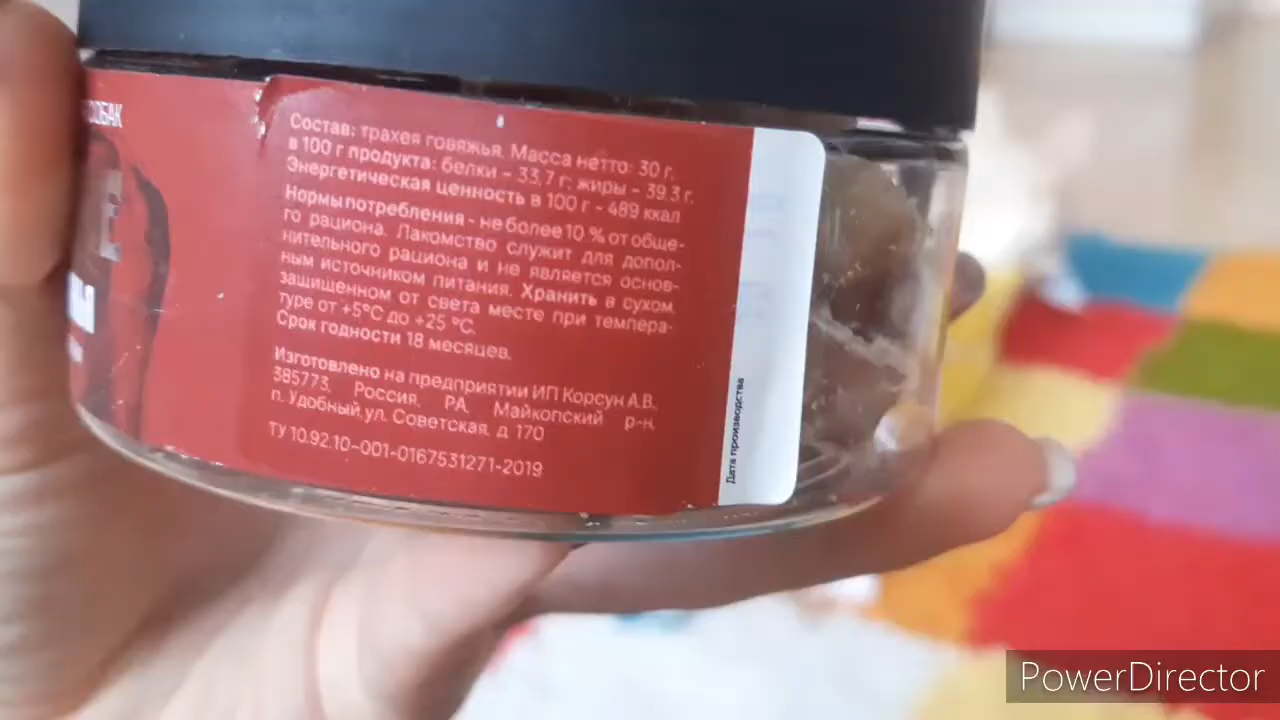 СОБАК
Состав: трахея говяжья. Масса нетто: 30 г.
в 100 г продукта: белки – 33,7 г; жиры – 39,3 г.
Энергетическая ценность в 100 г - 489 ккал
Нормы потребления - не более 10 % от обще-
го рациона. Лакомство служит для допол-
нительного рациона и не является основ-
ным источником питания. Хранить в сухом,
защищенном от света месте при темпера-
туре от +5°С до +25 °С.
Срок годности 18 месяцев.
Изготовлено на предприятии ИП Корсун А.В.,
385773, Россия, РА, Майкопский р-н,
п. Удобный, ул. Советская, д. 170
ТУ 10.92.10-001-0167531271-2019
Дата производства
PowerDirector